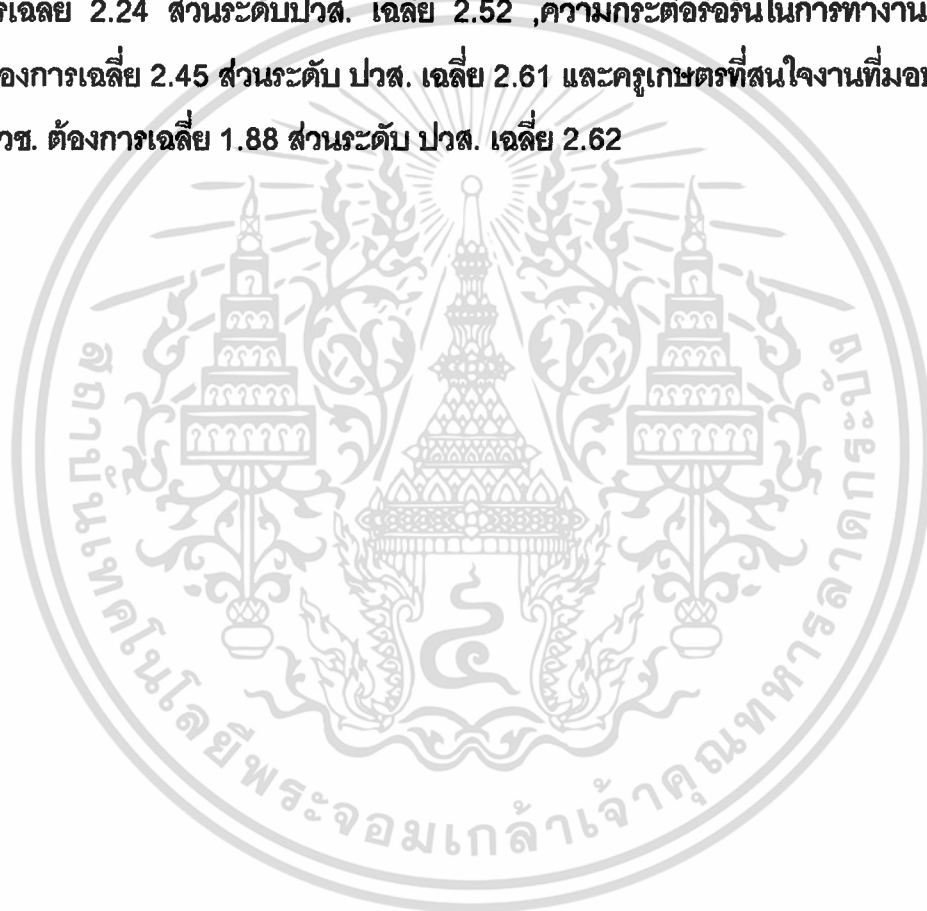 รเฉลี่ย 2.24 ส่วนระดับปวส. เฉลี่ย 2.52 ,ความกระตือรือร้นในการทำงาน
องการเฉลี่ย 2.45 ส่วนระดับ ปวส. เฉลี่ย 2.61 และครูเกษตรที่สนใจงานที่มอบ
วช. ต้องการเฉลี่ย 1.88 ส่วนระดับ ปวส. เฉลี่ย 2.62
สถาบันเทคโนโลยีพระจอมเกล้าเจ้าคุณทหารลาดกระบัง